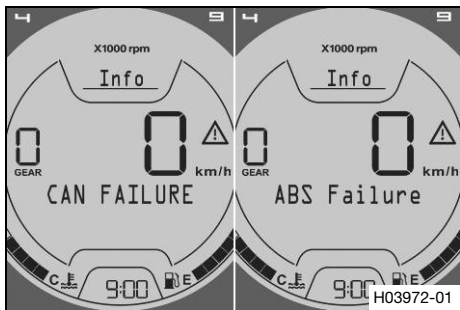 4 9
X1000 rpm
Info
0 0
GEAR km/h
CAN FAILURE
C E
9:00
4 9
X1000 rpm
Info
0 0
GEAR km/h
ABS Failure
C E
9:00
H03972-01